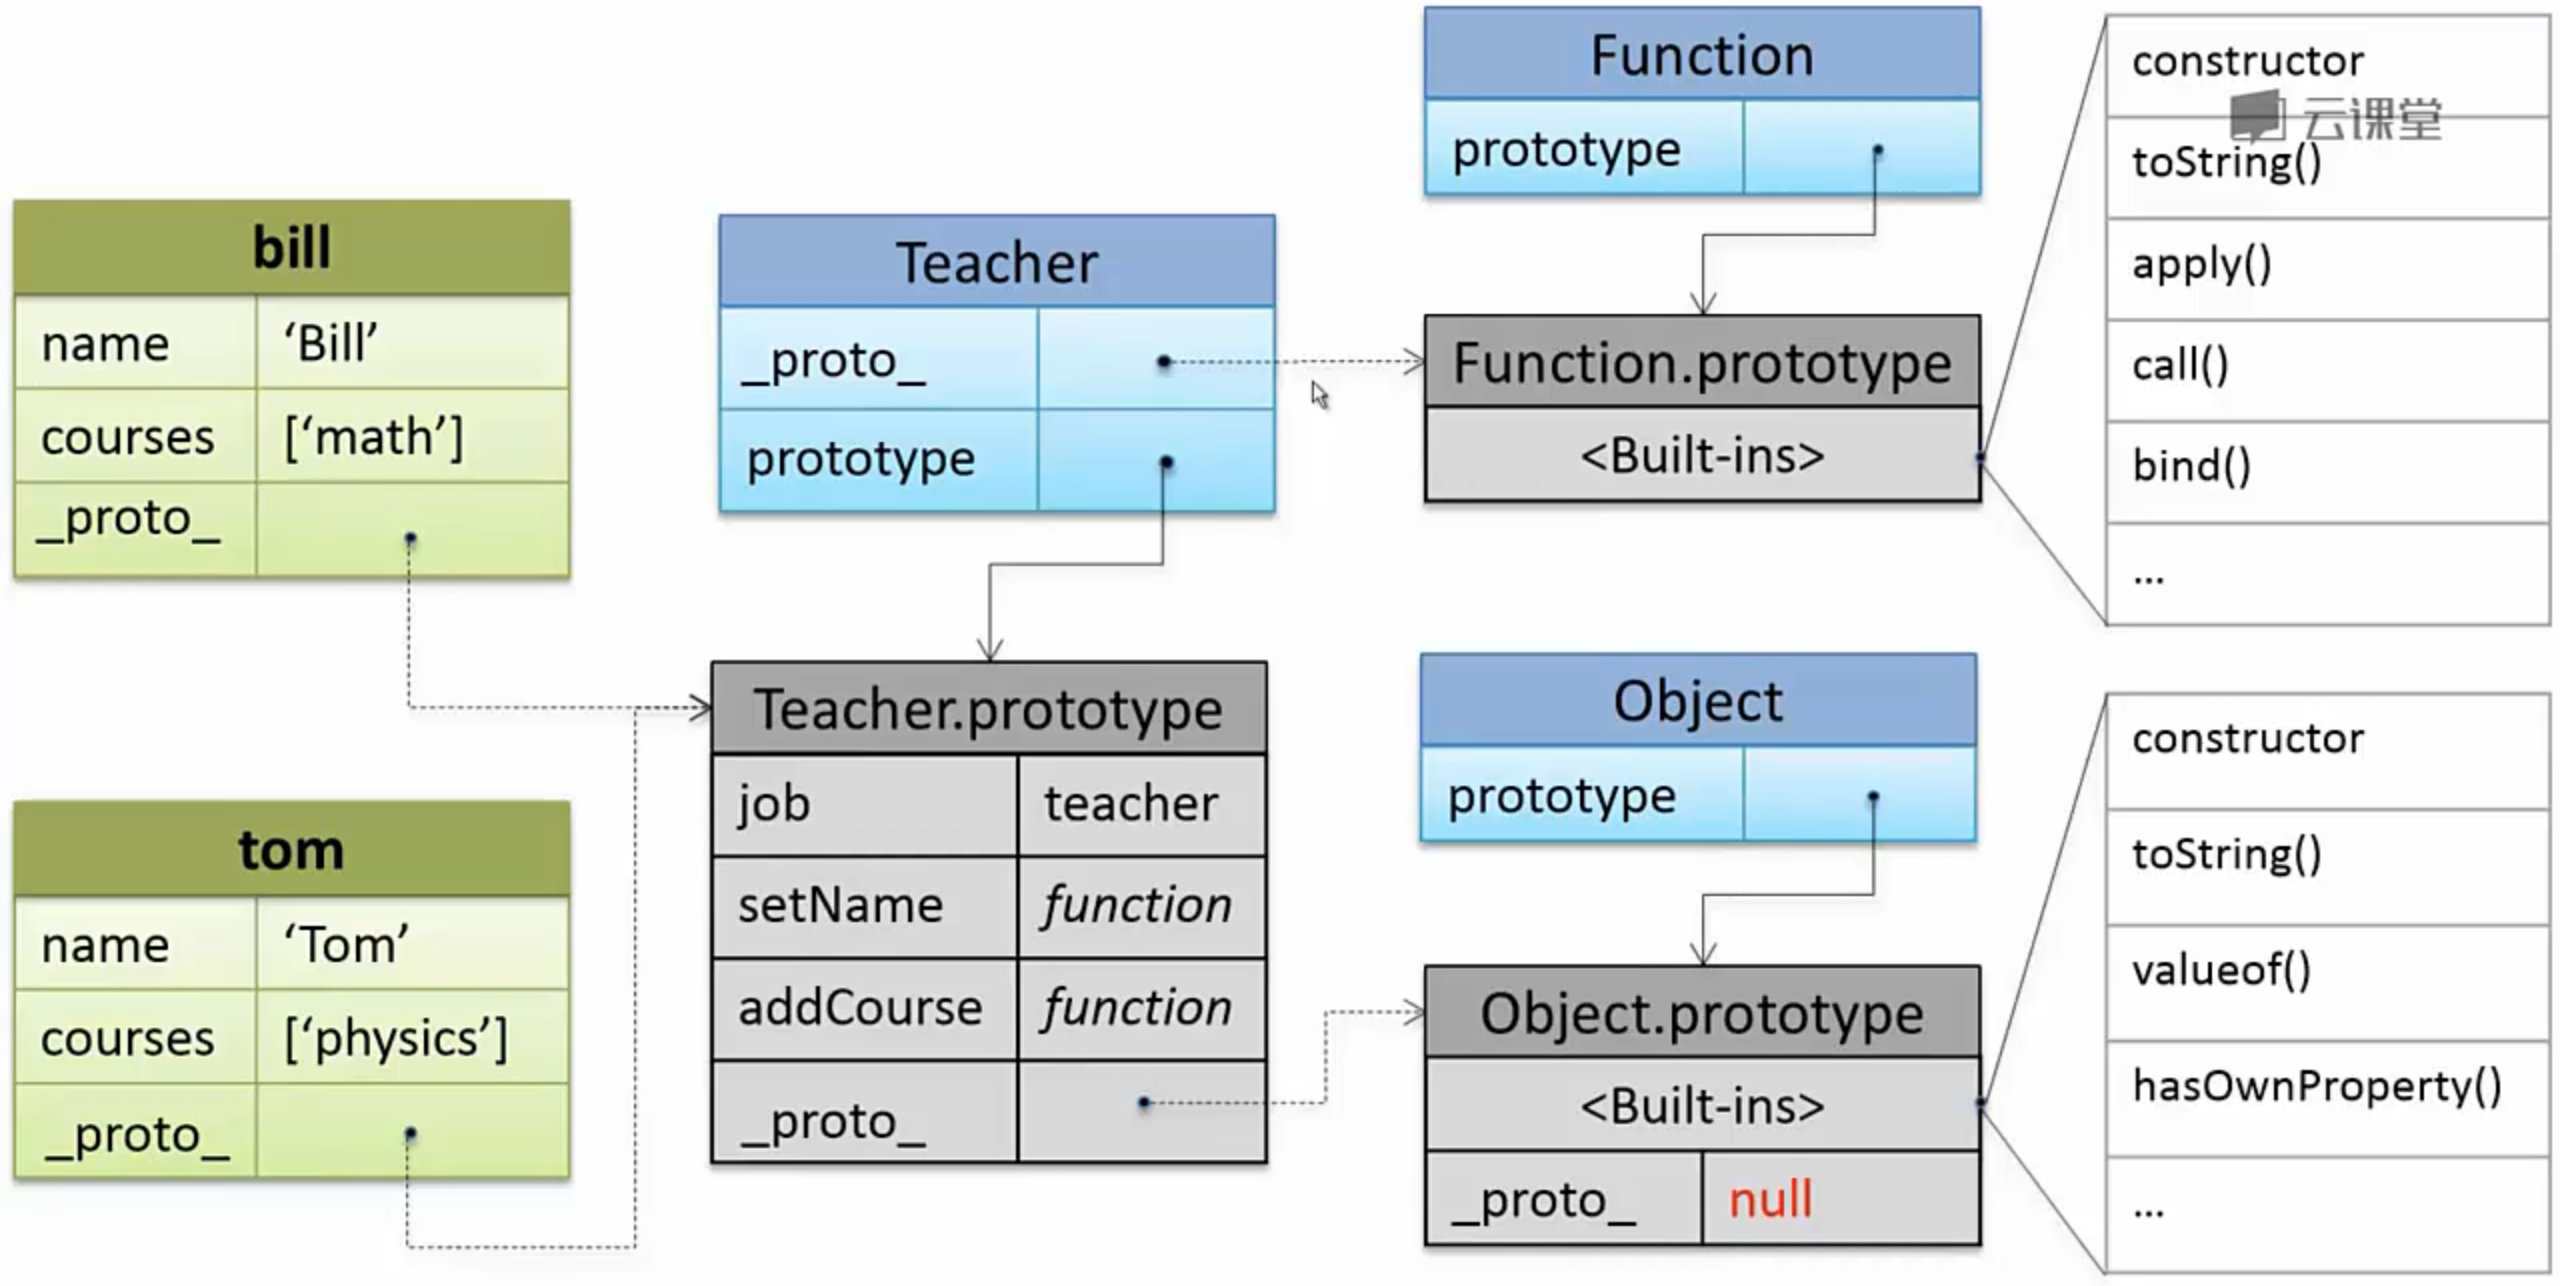 bill
name ‘Bill’
courses [‘math’]
_proto_
tom
name ‘Tom’
courses [‘physics’]
_proto_
Teacher
_proto_
prototype
Teacher.prototype
job teacher
setName function
addCourse function
_proto_
Function
prototype
Function.prototype
<Built-ins>
Object
prototype
Object.prototype
<Built-ins>
_proto_ null
constructor
云课堂
toString()
apply()
call()
bind()
...
constructor
toString()
valueof()
hasOwnProperty()
...